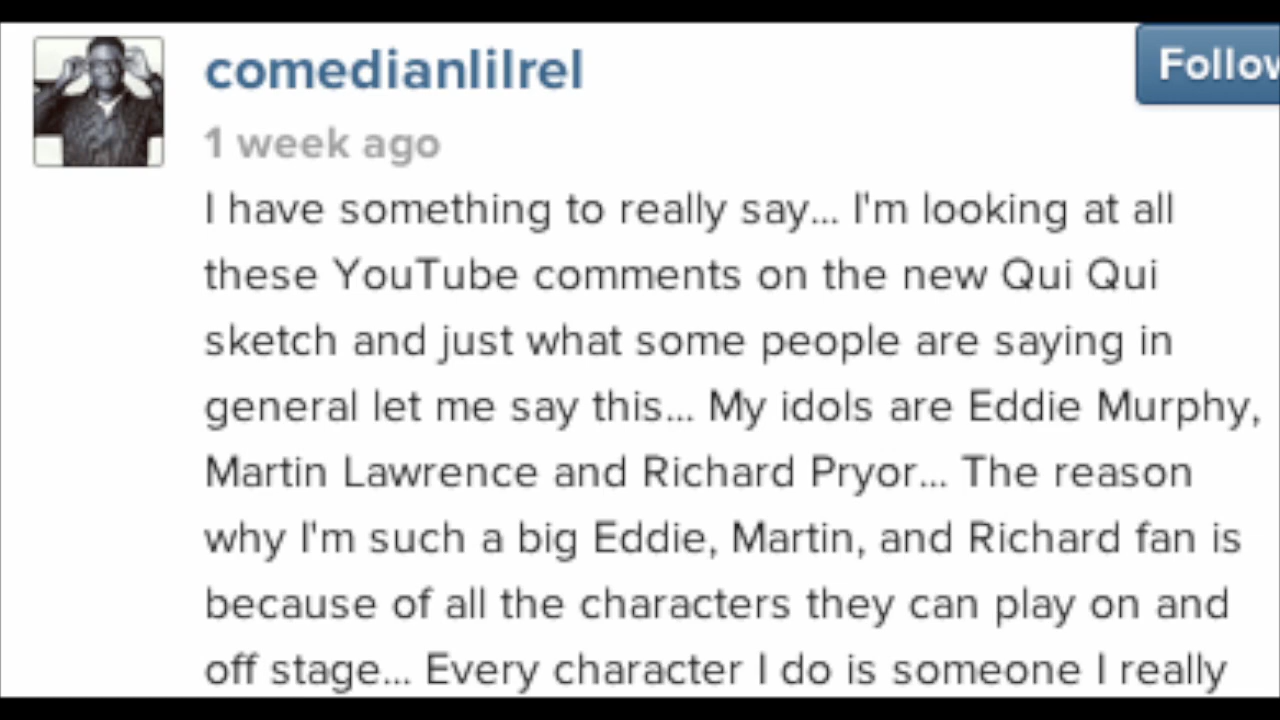 comedianlilrel
Follow
1 week ago
I have something to really say... I'm looking at all
these YouTube comments on the new Qui Qui
sketch and just what some people are saying in
general let me say this... My idols are Eddie Murphy,
Martin Lawrence and Richard Pryor... The reason
why I'm such a big Eddie, Martin, and Richard fan is
because of all the characters they can play on and
off stage... Every character I do is someone I really